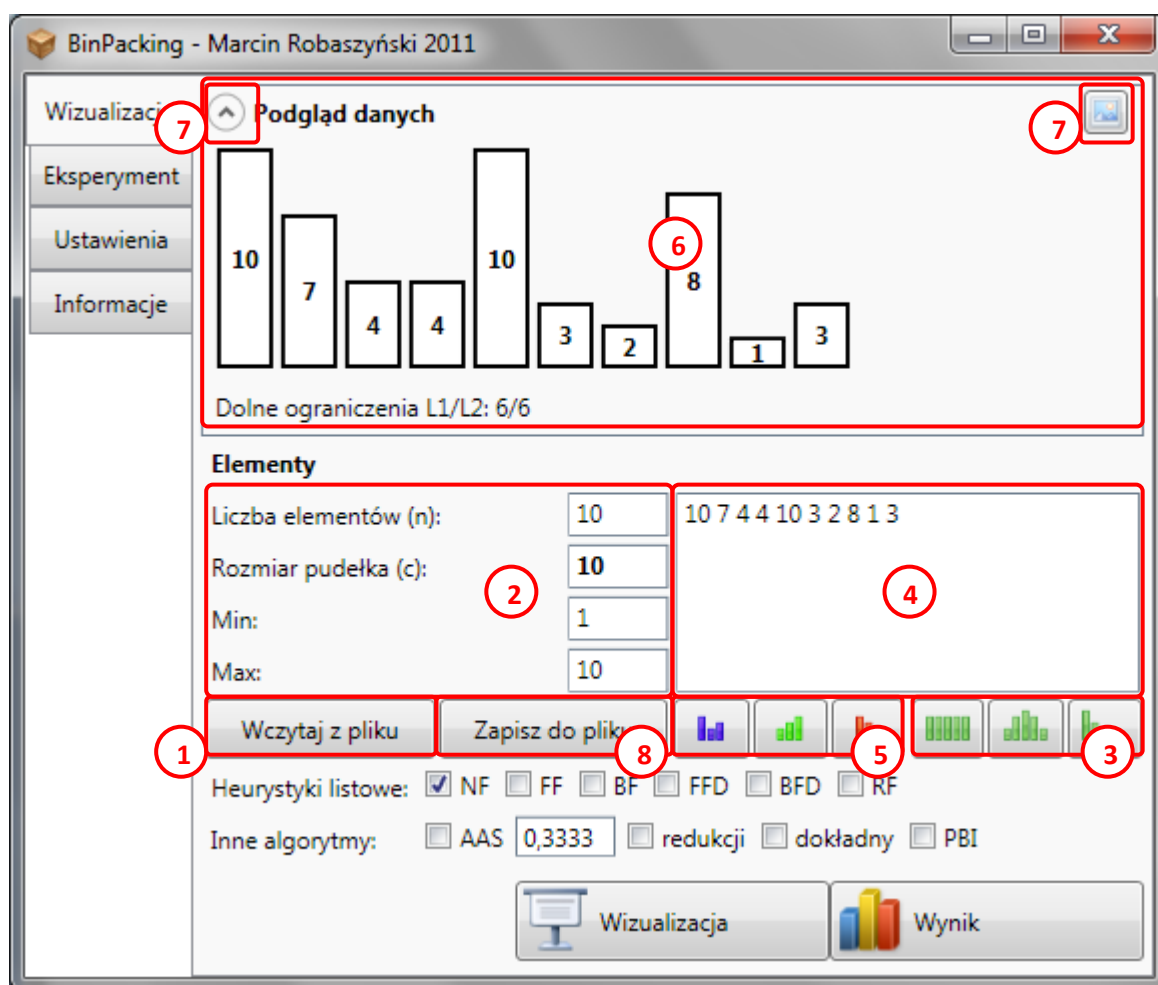 BinPacking - Marcin Robaszyński 2011
Wizualizacj
7
Podgląd danych
7
Eksperyment
Ustawienia
Informacje
10 7 4 4 10 3 2 8 1 3
6
Dolne ograniczenia L1/L2: 6/6
Elementy
Liczba elementów (n): 10
10 7 4 4 10 3 2 8 1 3
Rozmiar pudełka (c): 10
2
4
Min: 1
Max: 10
1
Wczytaj z pliku
Zapisz do pliku
8
5
3
Heurystyki listowe: NF FF BF FFD BFD RF
Inne algorytmy: AAS 0,3333 redukcji dokładny PBI
Wizualizacja
Wynik